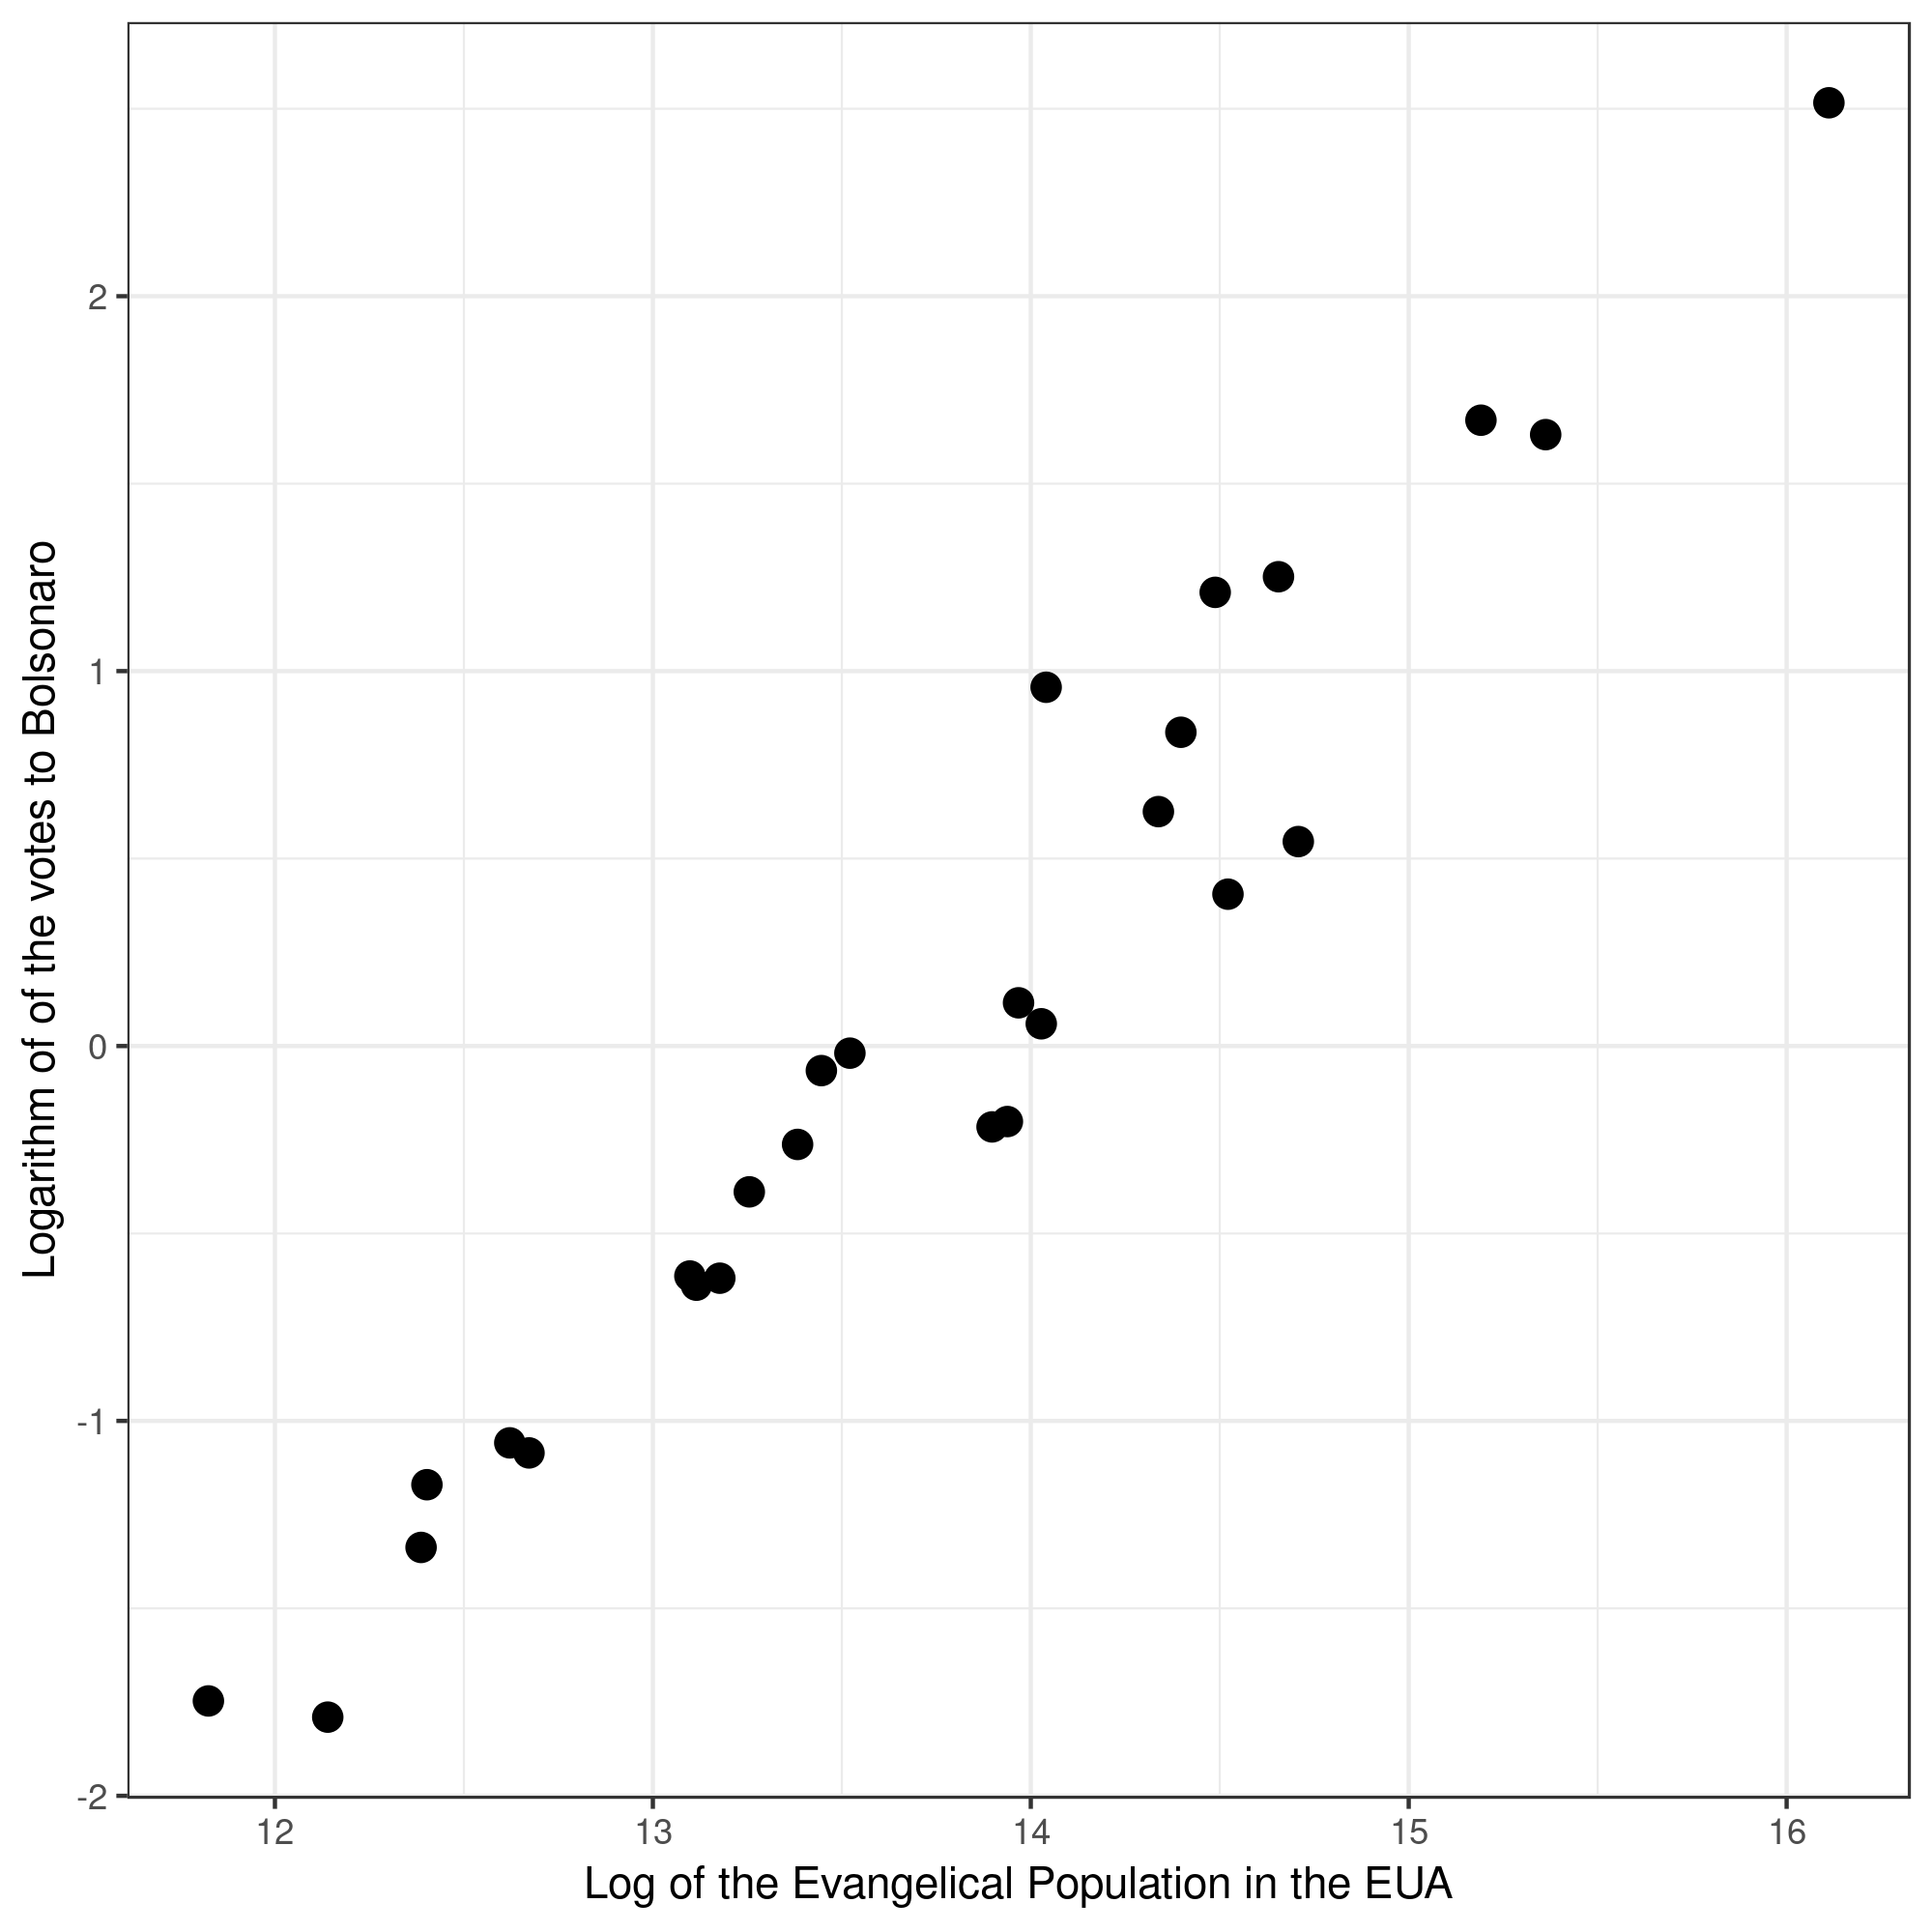 Logarithm of of the votes to Bolsonaro
2
1
0
-1
-2
12 13 14 15 16
Log of the Evangelical Population in the EUA